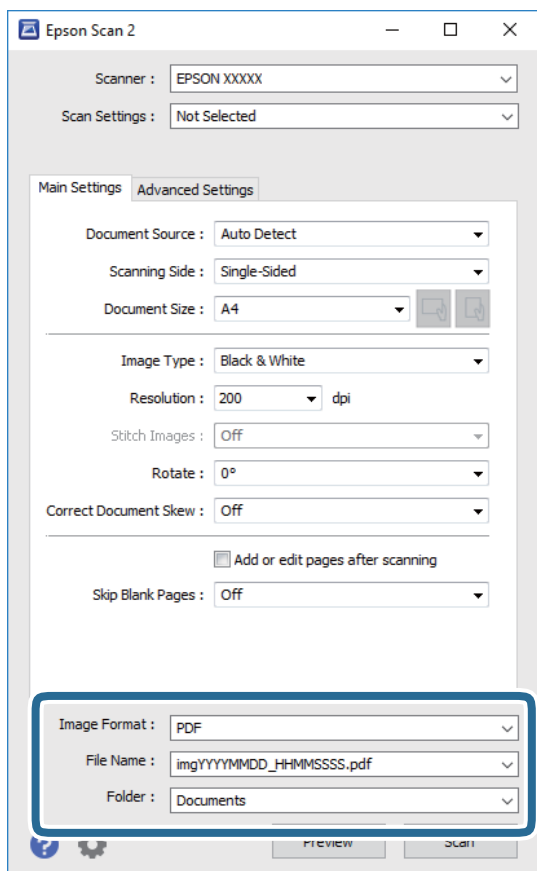 Epson Scan 2
Scanner : EPSON XXXXX
Scan Settings : Not Selected
Main Settings Advanced Settings
Document Source : Auto Detect
Scanning Side : Single-Sided
Document Size : A4
Image Type : Black & White
Resolution : 200 dpi
Stitch Images : Off
Rotate : 0°
Correct Document Skew : Off
Add or edit pages after scanning
Skip Blank Pages : Off
Image Format : PDF
File Name : imgYYYYMMDD_HHMMSSSS.pdf
Folder : Documents
? Preview Scan